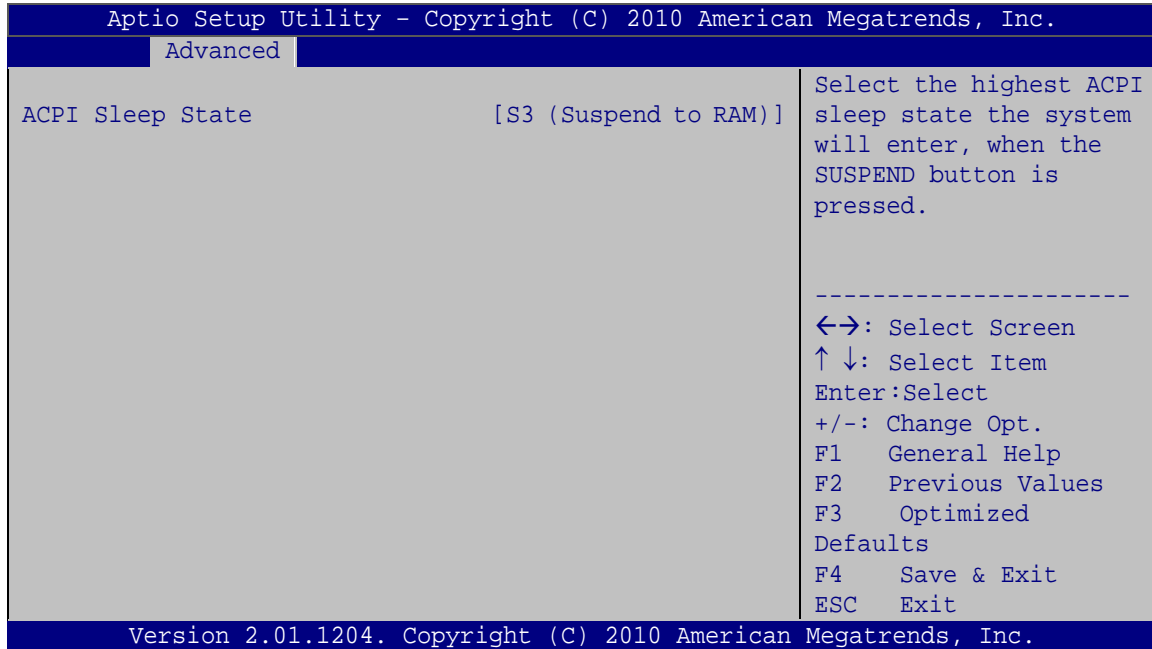 Aptio Setup Utility – Copyright (C) 2010 American Megatrends, Inc.
Advanced
ACPI Sleep State [S3 (Suspend to RAM)]
Select the highest ACPI
sleep state the system
will enter, when the
SUSPEND button is
pressed.
----------------------
←→: Select Screen
↑ ↓: Select Item
Enter:Select
+/-: Change Opt.
F1 General Help
F2 Previous Values
F3 Optimized
Defaults
F4 Save & Exit
ESC Exit
Version 2.01.1204. Copyright (C) 2010 American Megatrends, Inc.